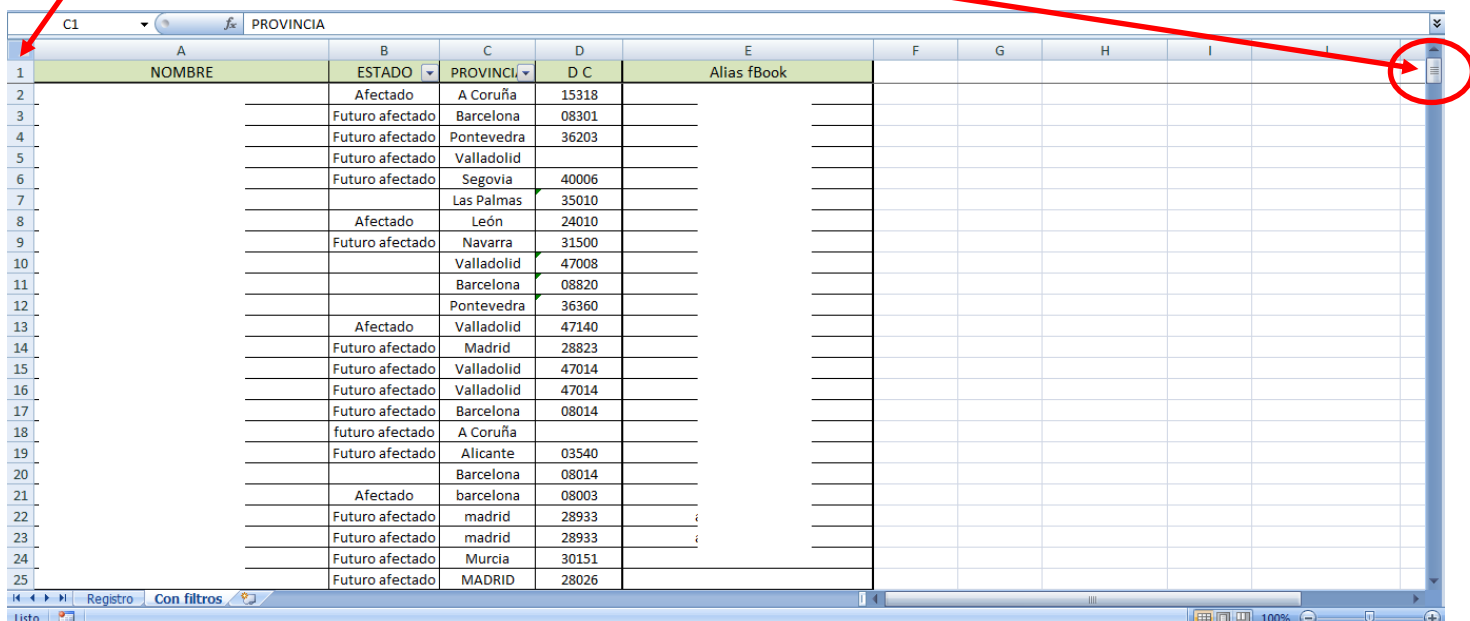 C1 fx PROVINCIA
A B C D E F G H I
1 NOMBRE ESTADO PROVINCI D C Alias fBook
2 Afectado A Coruña 15318
3 Futuro afectado Barcelona 08301
4 Futuro afectado Pontevedra 36203
5 Futuro afectado Valladolid
6 Futuro afectado Segovia 40006
7 Las Palmas 35010
8 Afectado León 24010
9 Futuro afectado Navarra 31500
10 Valladolid 47008
11 Barcelona 08820
12 Pontevedra 36360
13 Afectado Valladolid 47140
14 Futuro afectado Madrid 28823
15 Futuro afectado Valladolid 47014
16 Futuro afectado Valladolid 47014
17 Futuro afectado Barcelona 08014
18 futuro afectado A Coruña
19 Futuro afectado Alicante 03540
20 Barcelona 08014
21 Afectado barcelona 08003
22 Futuro afectado madrid 28933
23 Futuro afectado madrid 28933
24 Futuro afectado Murcia 30151
25 Futuro afectado MADRID 28026
Registro Con filtros
Listo 100%